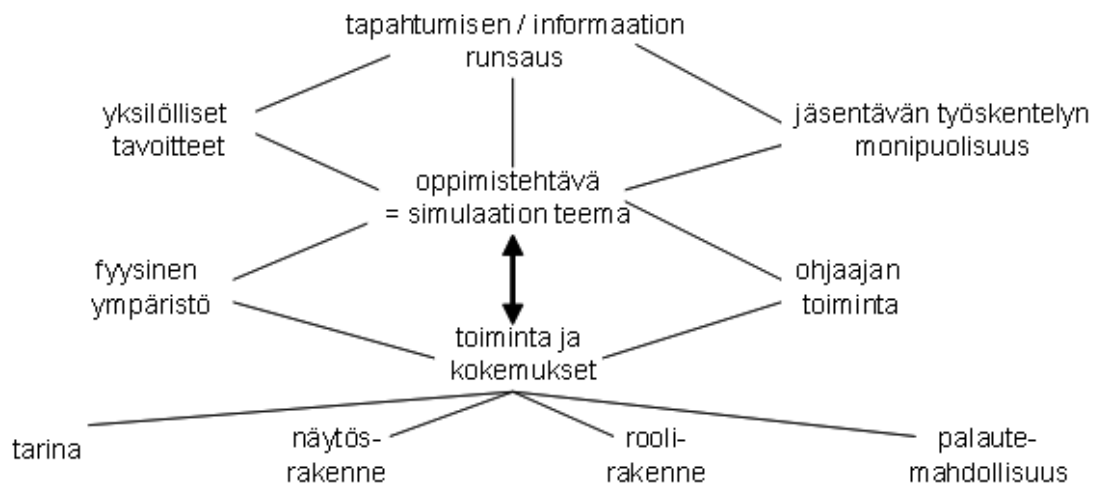 tapahtumisen / informaation
runsaus
yksilölliset
tavoitteet
jäsentävän työskentelyn
monipuolisuus
oppimistehtävä
= simulaation teema
fyysinen
ympäristö
ohjaajan
toiminta
toiminta ja
kokemukset
tarina
näytös-
rakenne
rooli-
rakenne
palaute-
mahdollisuus